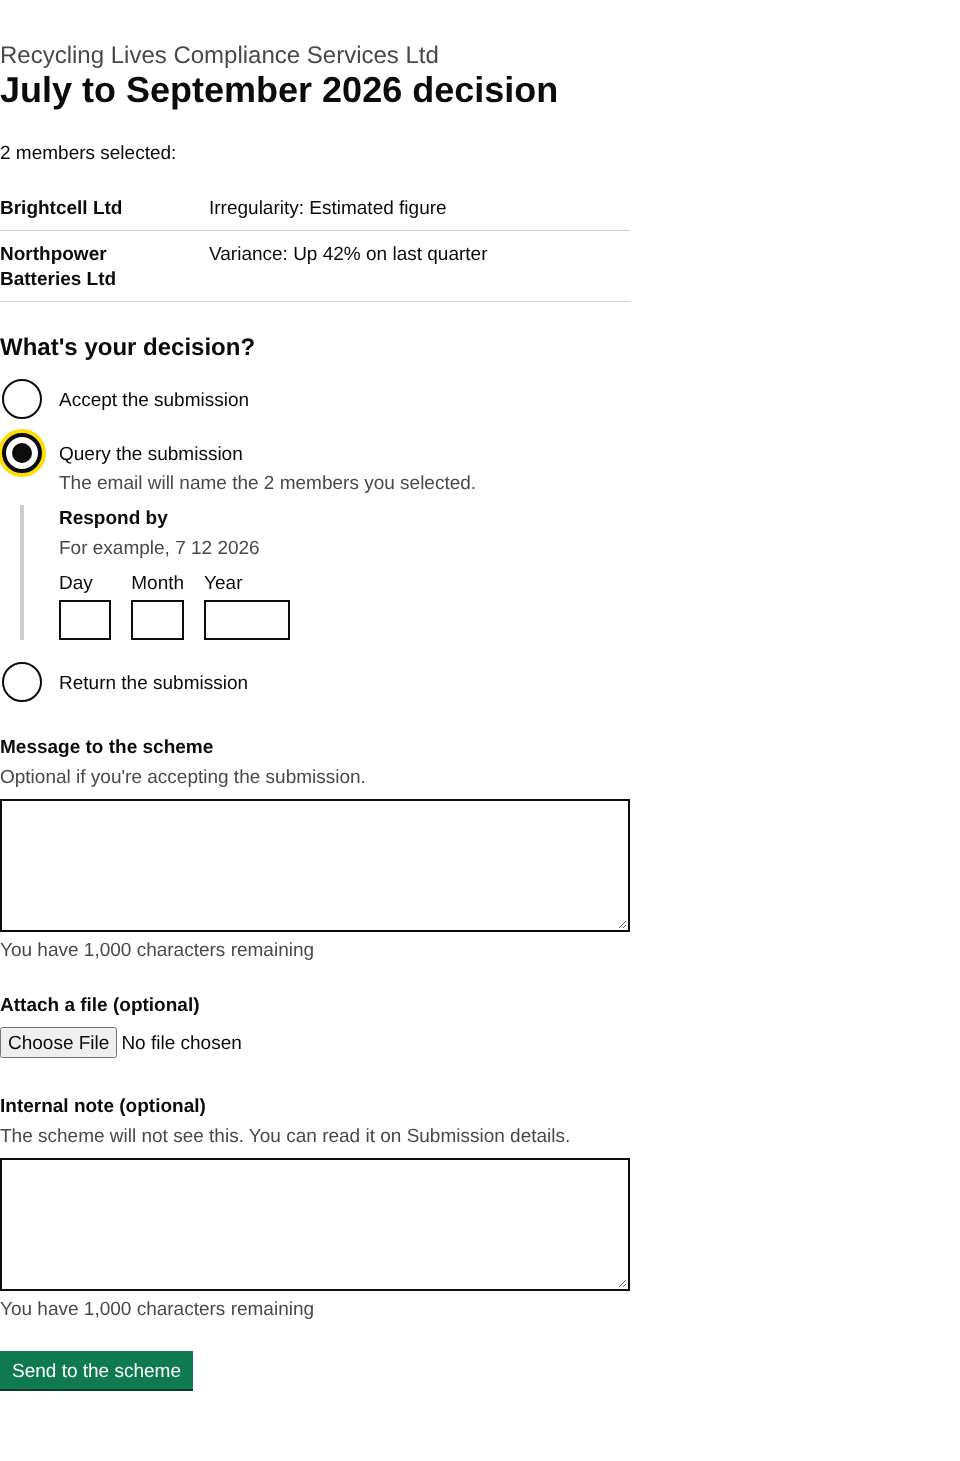 Recycling Lives Compliance Services Ltd
July to September 2026 decision
2 members selected:
Brightcell Ltd Irregularity: Estimated figure
Northpower Variance: Up 42% on last quarter
Batteries Ltd
What's your decision?
Accept the submission
Query the submission
The email will name the 2 members you selected.
Respond by
For example, 7 12 2026
Day Month Year
Return the submission
Message to the scheme
Optional if you're accepting the submission.
You have 1,000 characters remaining
Attach a file (optional)
Choose File No file chosen
Internal note (optional)
The scheme will not see this. You can read it on Submission details.
You have 1,000 characters remaining
Send to the scheme